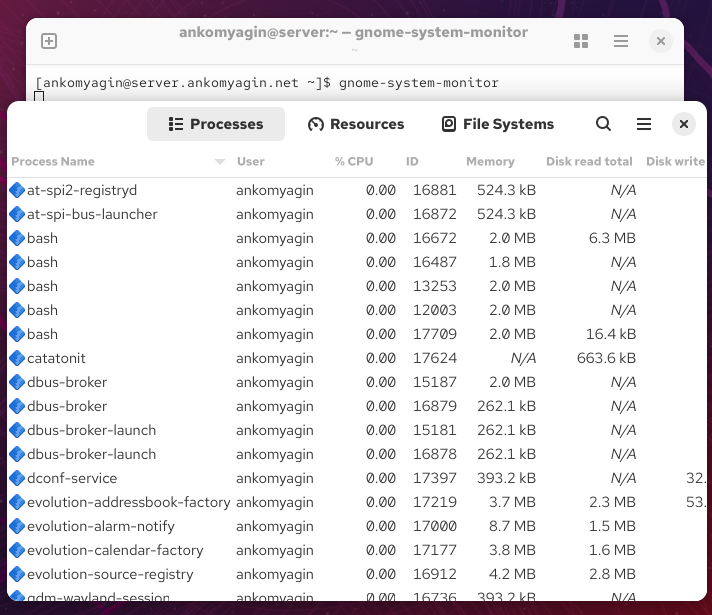 ankomyagin@server:~ — gnome-system-monitor
~
[ankomyagin@server.ankomyagin.net ~]$ gnome-system-monitor
Processes Resources File Systems
Process Name User % CPU ID Memory Disk read total Disk write
at-spi2-registryd ankomyagin 0.00 16881 524.3 kB N/A
at-spi-bus-launcher ankomyagin 0.00 16872 524.3 kB N/A
bash ankomyagin 0.00 16672 2.0 MB 6.3 MB
bash ankomyagin 0.00 16487 1.8 MB N/A
bash ankomyagin 0.00 13253 2.0 MB N/A
bash ankomyagin 0.00 12003 2.0 MB N/A
bash ankomyagin 0.00 17709 2.0 MB 16.4 kB
catatonit ankomyagin 0.00 17624 N/A 663.6 kB
dbus-broker ankomyagin 0.00 15187 2.0 MB N/A
dbus-broker ankomyagin 0.00 16879 262.1 kB N/A
dbus-broker-launch ankomyagin 0.00 15181 262.1 kB N/A
dbus-broker-launch ankomyagin 0.00 16878 262.1 kB N/A
dconf-service ankomyagin 0.00 17397 393.2 kB N/A 32.
evolution-addressbook-factory ankomyagin 0.00 17219 3.7 MB 2.3 MB 53.
evolution-alarm-notify ankomyagin 0.00 17000 8.7 MB 1.5 MB
evolution-calendar-factory ankomyagin 0.00 17177 3.8 MB 1.6 MB
evolution-source-registry ankomyagin 0.00 16912 4.2 MB 2.8 MB
gdm-wayland-session ankomyagin 0.00 16736 393.2 kB N/A